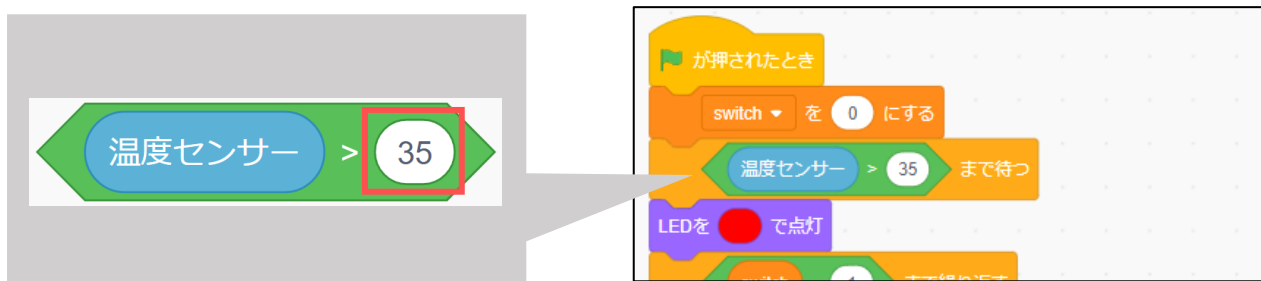 温度センサー > 35
が押されたとき
switch を 0 にする
温度センサー > 35 まで待つ
LEDを で点灯